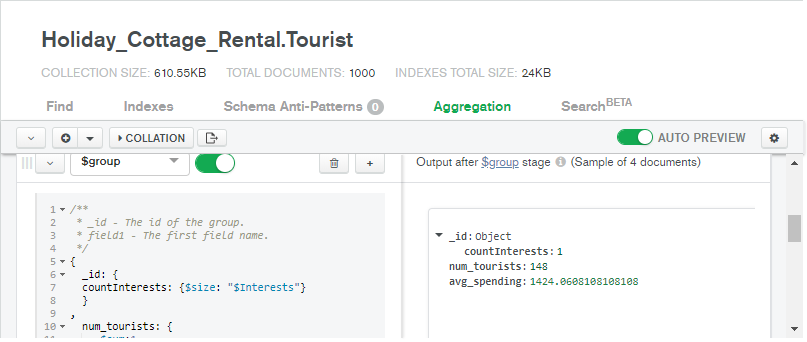 Holiday_Cottage_Rental.Tourist
COLLECTION SIZE: 610.55KB TOTAL DOCUMENTS: 1000 INDEXES TOTAL SIZE: 24KB
Find Indexes Schema Anti-Patterns 0 Aggregation Search BETA
COLLATION AUTO PREVIEW
$group Output after $group stage (Sample of 4 documents)
1 /**
2 * _id - The id of the group.
3 * field1 - The first field name.
4 */
5 {
6 _id: {
7 countInterests: {$size: "$Interests"}
8 }
9 ,
10 num_tourists: {
_id: Object
countInterests: 1
num_tourists: 148
avg_spending: 1424.0608108108108